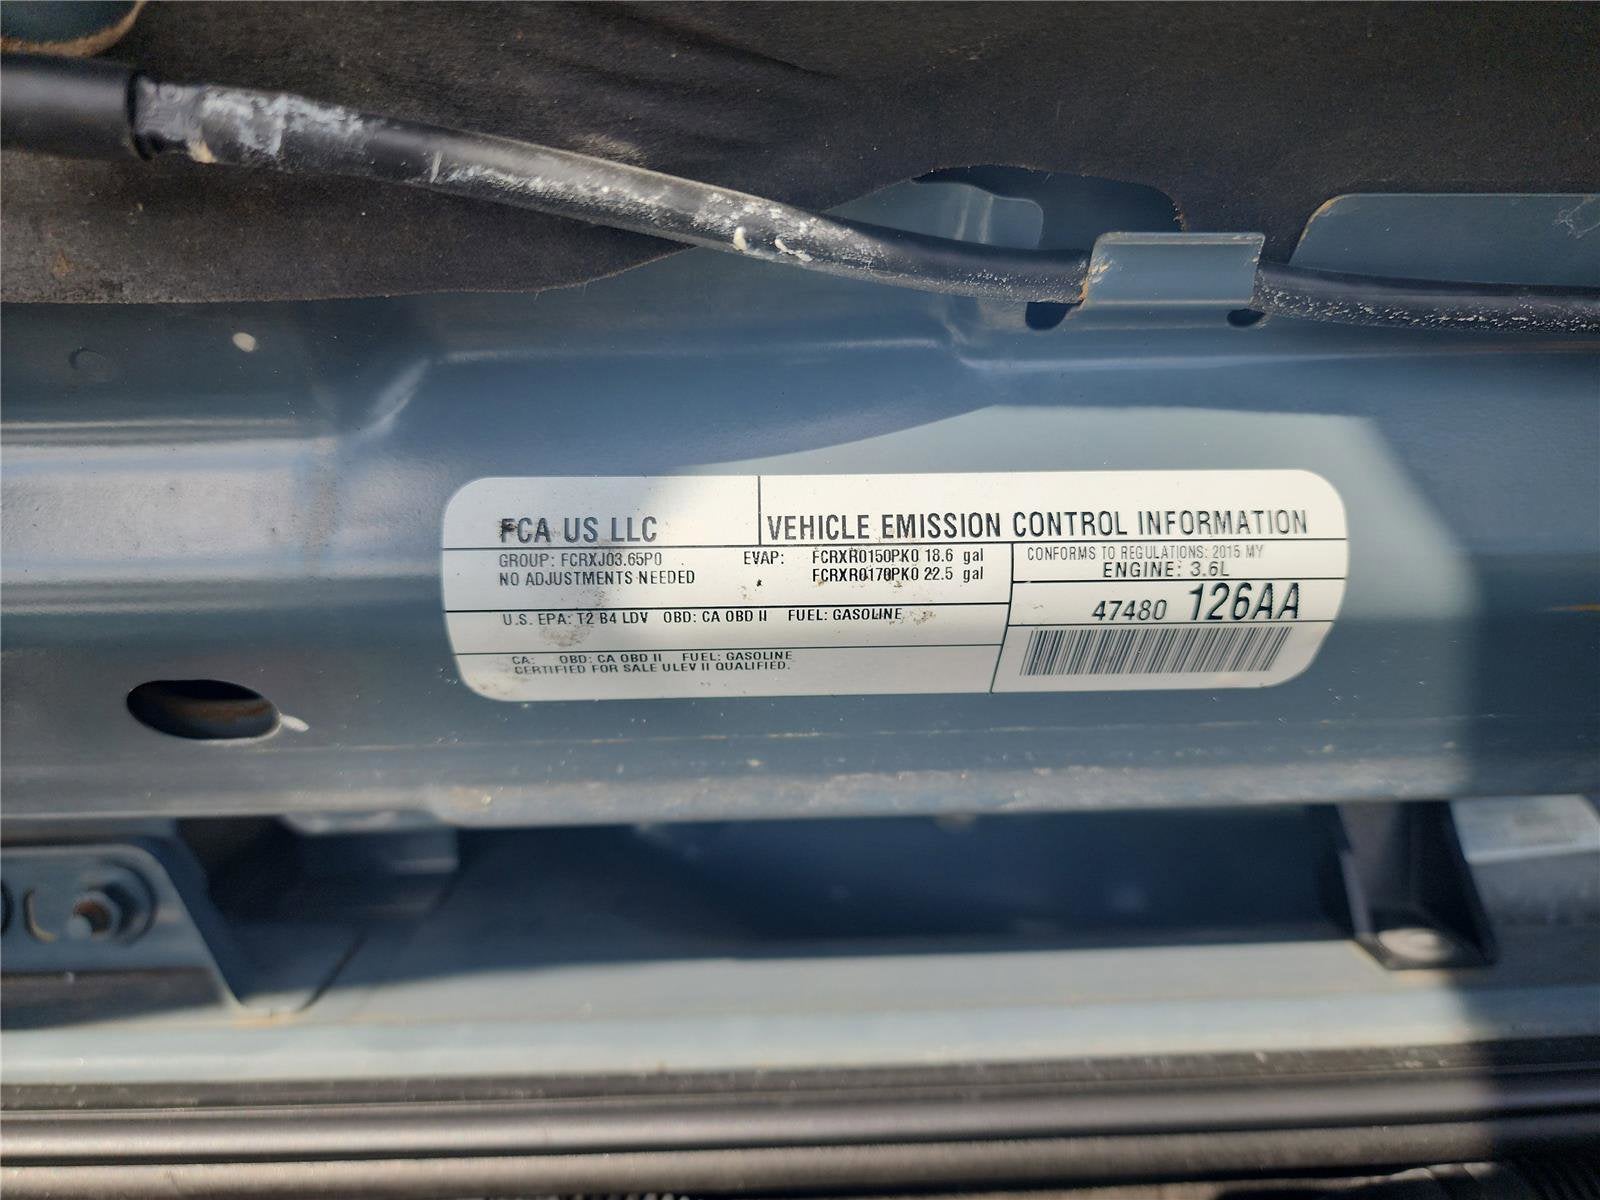 FCA US LLC
VEHICLE EMISSION CONTROL INFORMATION
GROUP: FCRXJ03.65P0
NO ADJUSTMENTS NEEDED
EVAP: FCRXR0150PK0 18.6 gal
FCRXR0170PK0 22.5 gal
CONFORMS TO REGULATIONS: 2015 MY
ENGINE: 3.6L
U.S. EPA: T2 B4 LDV OBD: CA OBD II FUEL: GASOLINE
47480 126AA
CA: OBD: CA OBD II FUEL: GASOLINE
CERTIFIED FOR SALE ULEV II QUALIFIED.